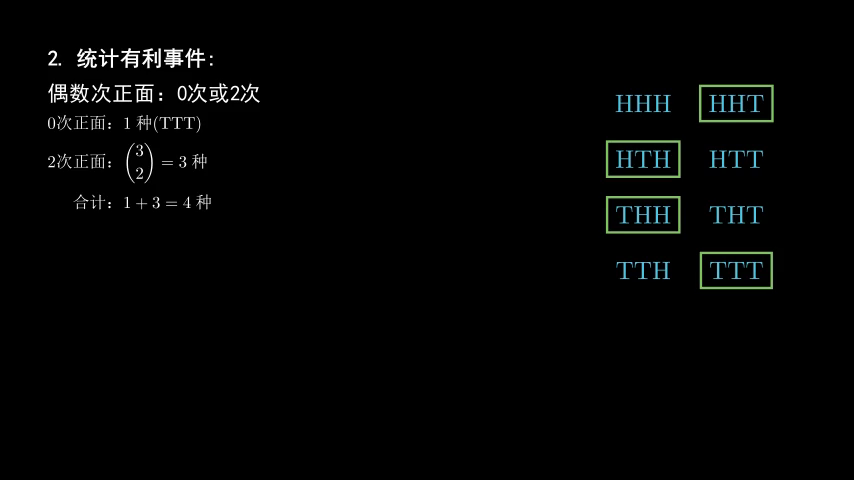 2. 统计有利事件:
偶数次正面: 0次或2次
0次正面: 1 种(TTT)
2次正面: (3 2) = 3 种
合计: 1 + 3 = 4 种
HHH HHT
HTH HTT
THH THT
TTH TTT